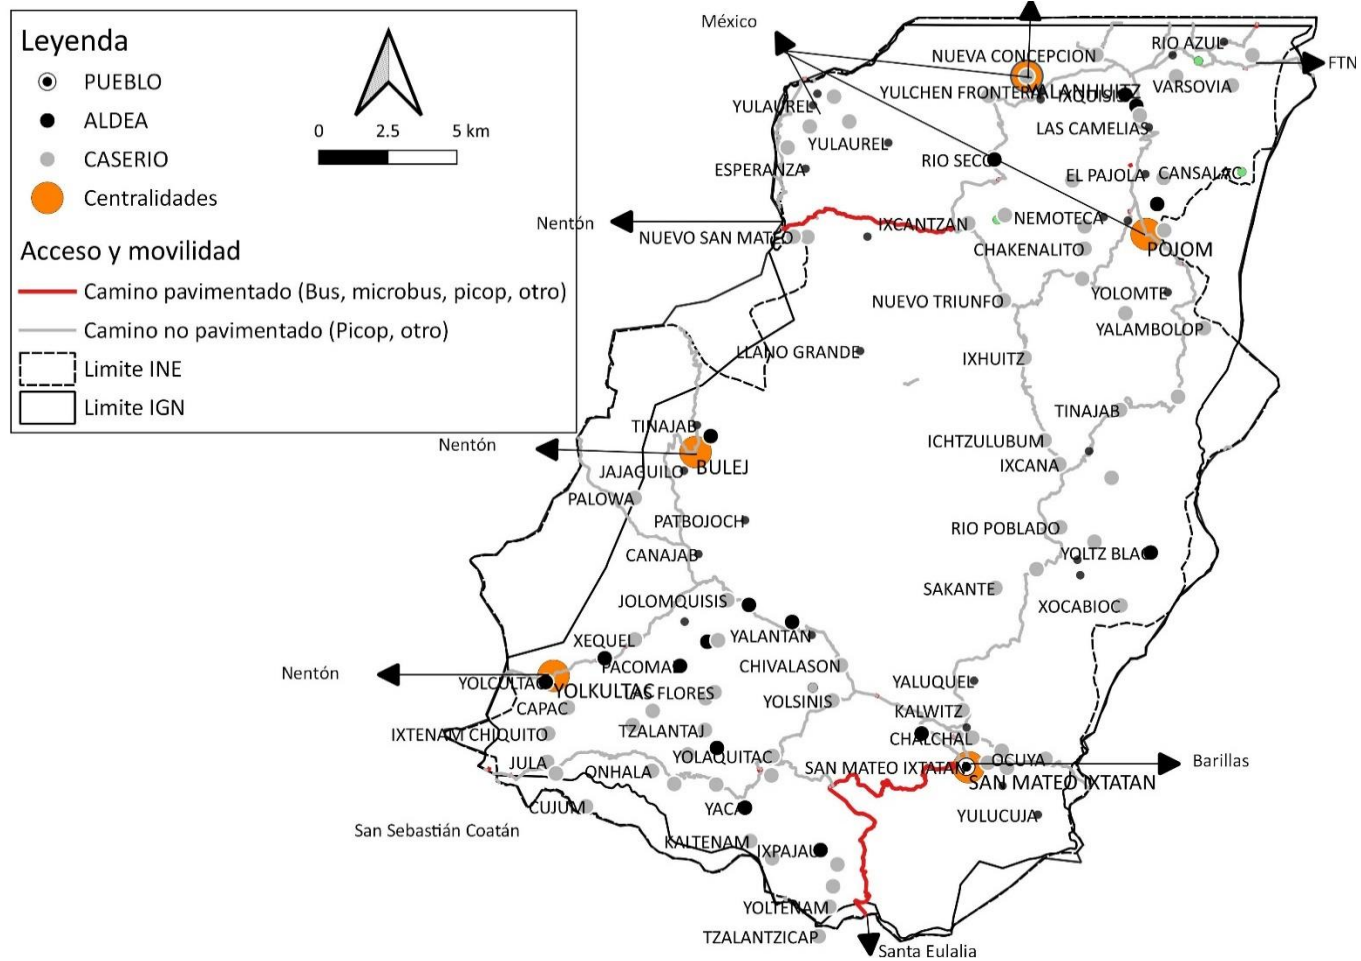 Leyenda
PUEBLO
ALDEA
CASERIO
Centralidades
0 2.5 5 km
Acceso y movilidad
Camino pavimentado (Bus, microbus, picop, otro)
Camino no pavimentado (Picop, otro)
Limite INE
Limite IGN
México
RIO AZUL
NUEVA CONCEPCION
FTN
YULCHEN FRONTERA
YALANHUITZ
IXQUISIS
VARSOVIA
YULAUREL
LAS CAMELIAS
YULAUREL
RIO SECO
ESPERANZA
EL PAJOLA
CANSALAC
Nentón
NEMOTECA
IXCANTZAN
NUEVO SAN MATEO
CHAKENALITO
POJOM
YOLOMTE
NUEVO TRIUNFO
YALAMBOLOP
LLANO GRANDE
IXHUITZ
TINAJAB
TINAJAB
Nentón
ICHTZULUBUM
BULEJ
IXCANA
JAJAGUILO
PALOWA
PATBOJOCH
RIO POBLADO
CANAJAB
YOLTZ BLAC
SAKANTE
JOLOMQUISIS
XOCABIOC
XEQUEL
YALANTAN
PACOMAL
CHIVALASON
Nentón
YOLCULTAC
YALUQUEL
YOLKULTAC
LAS FLORES
YOLSINIS
CAPAC
KALWITZ
IXTENAM CHIQUITO
TZALANTAJ
CHALCHAL
YOLAQUITAC
JULA
OCUYA
Barillas
ONHALA
SAN MATEO IXTATAN
SAN MATEO IXTATAN
CUJUM
YACA
YULUCUJA
San Sebastián Coatán
KALTENAM
IXPAJAU
YOLTENAM
TZALANTZICAP
Santa Eulalia